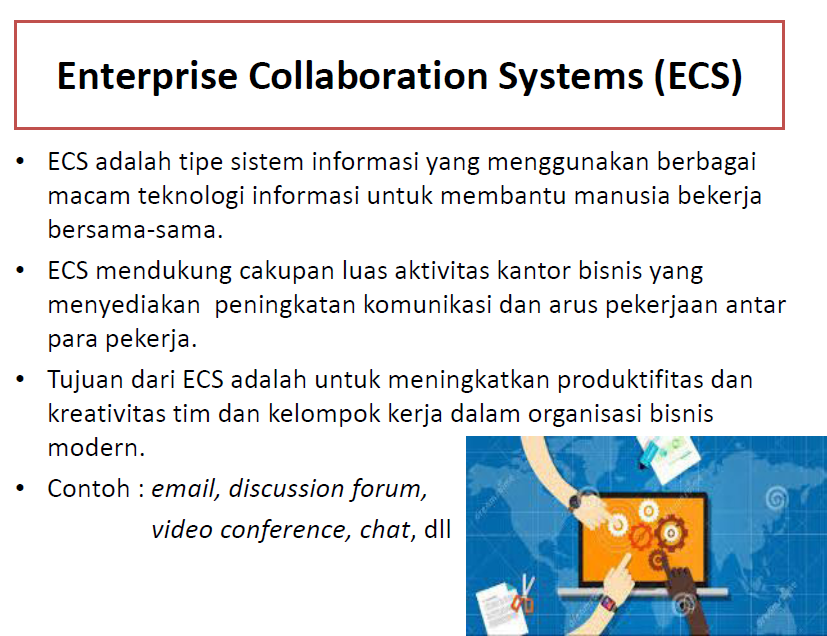 Enterprise Collaboration Systems (ECS)
• ECS adalah tipe sistem informasi yang menggunakan berbagai
macam teknologi informasi untuk membantu manusia bekerja
bersama-sama.
• ECS mendukung cakupan luas aktivitas kantor bisnis yang
menyediakan  peningkatan komunikasi dan arus pekerjaan antar
para pekerja.
• Tujuan dari ECS adalah untuk meningkatkan produktifitas dan
kreativitas tim dan kelompok kerja dalam organisasi bisnis
modern.
• Contoh : email, discussion forum,
video conference, chat, dll